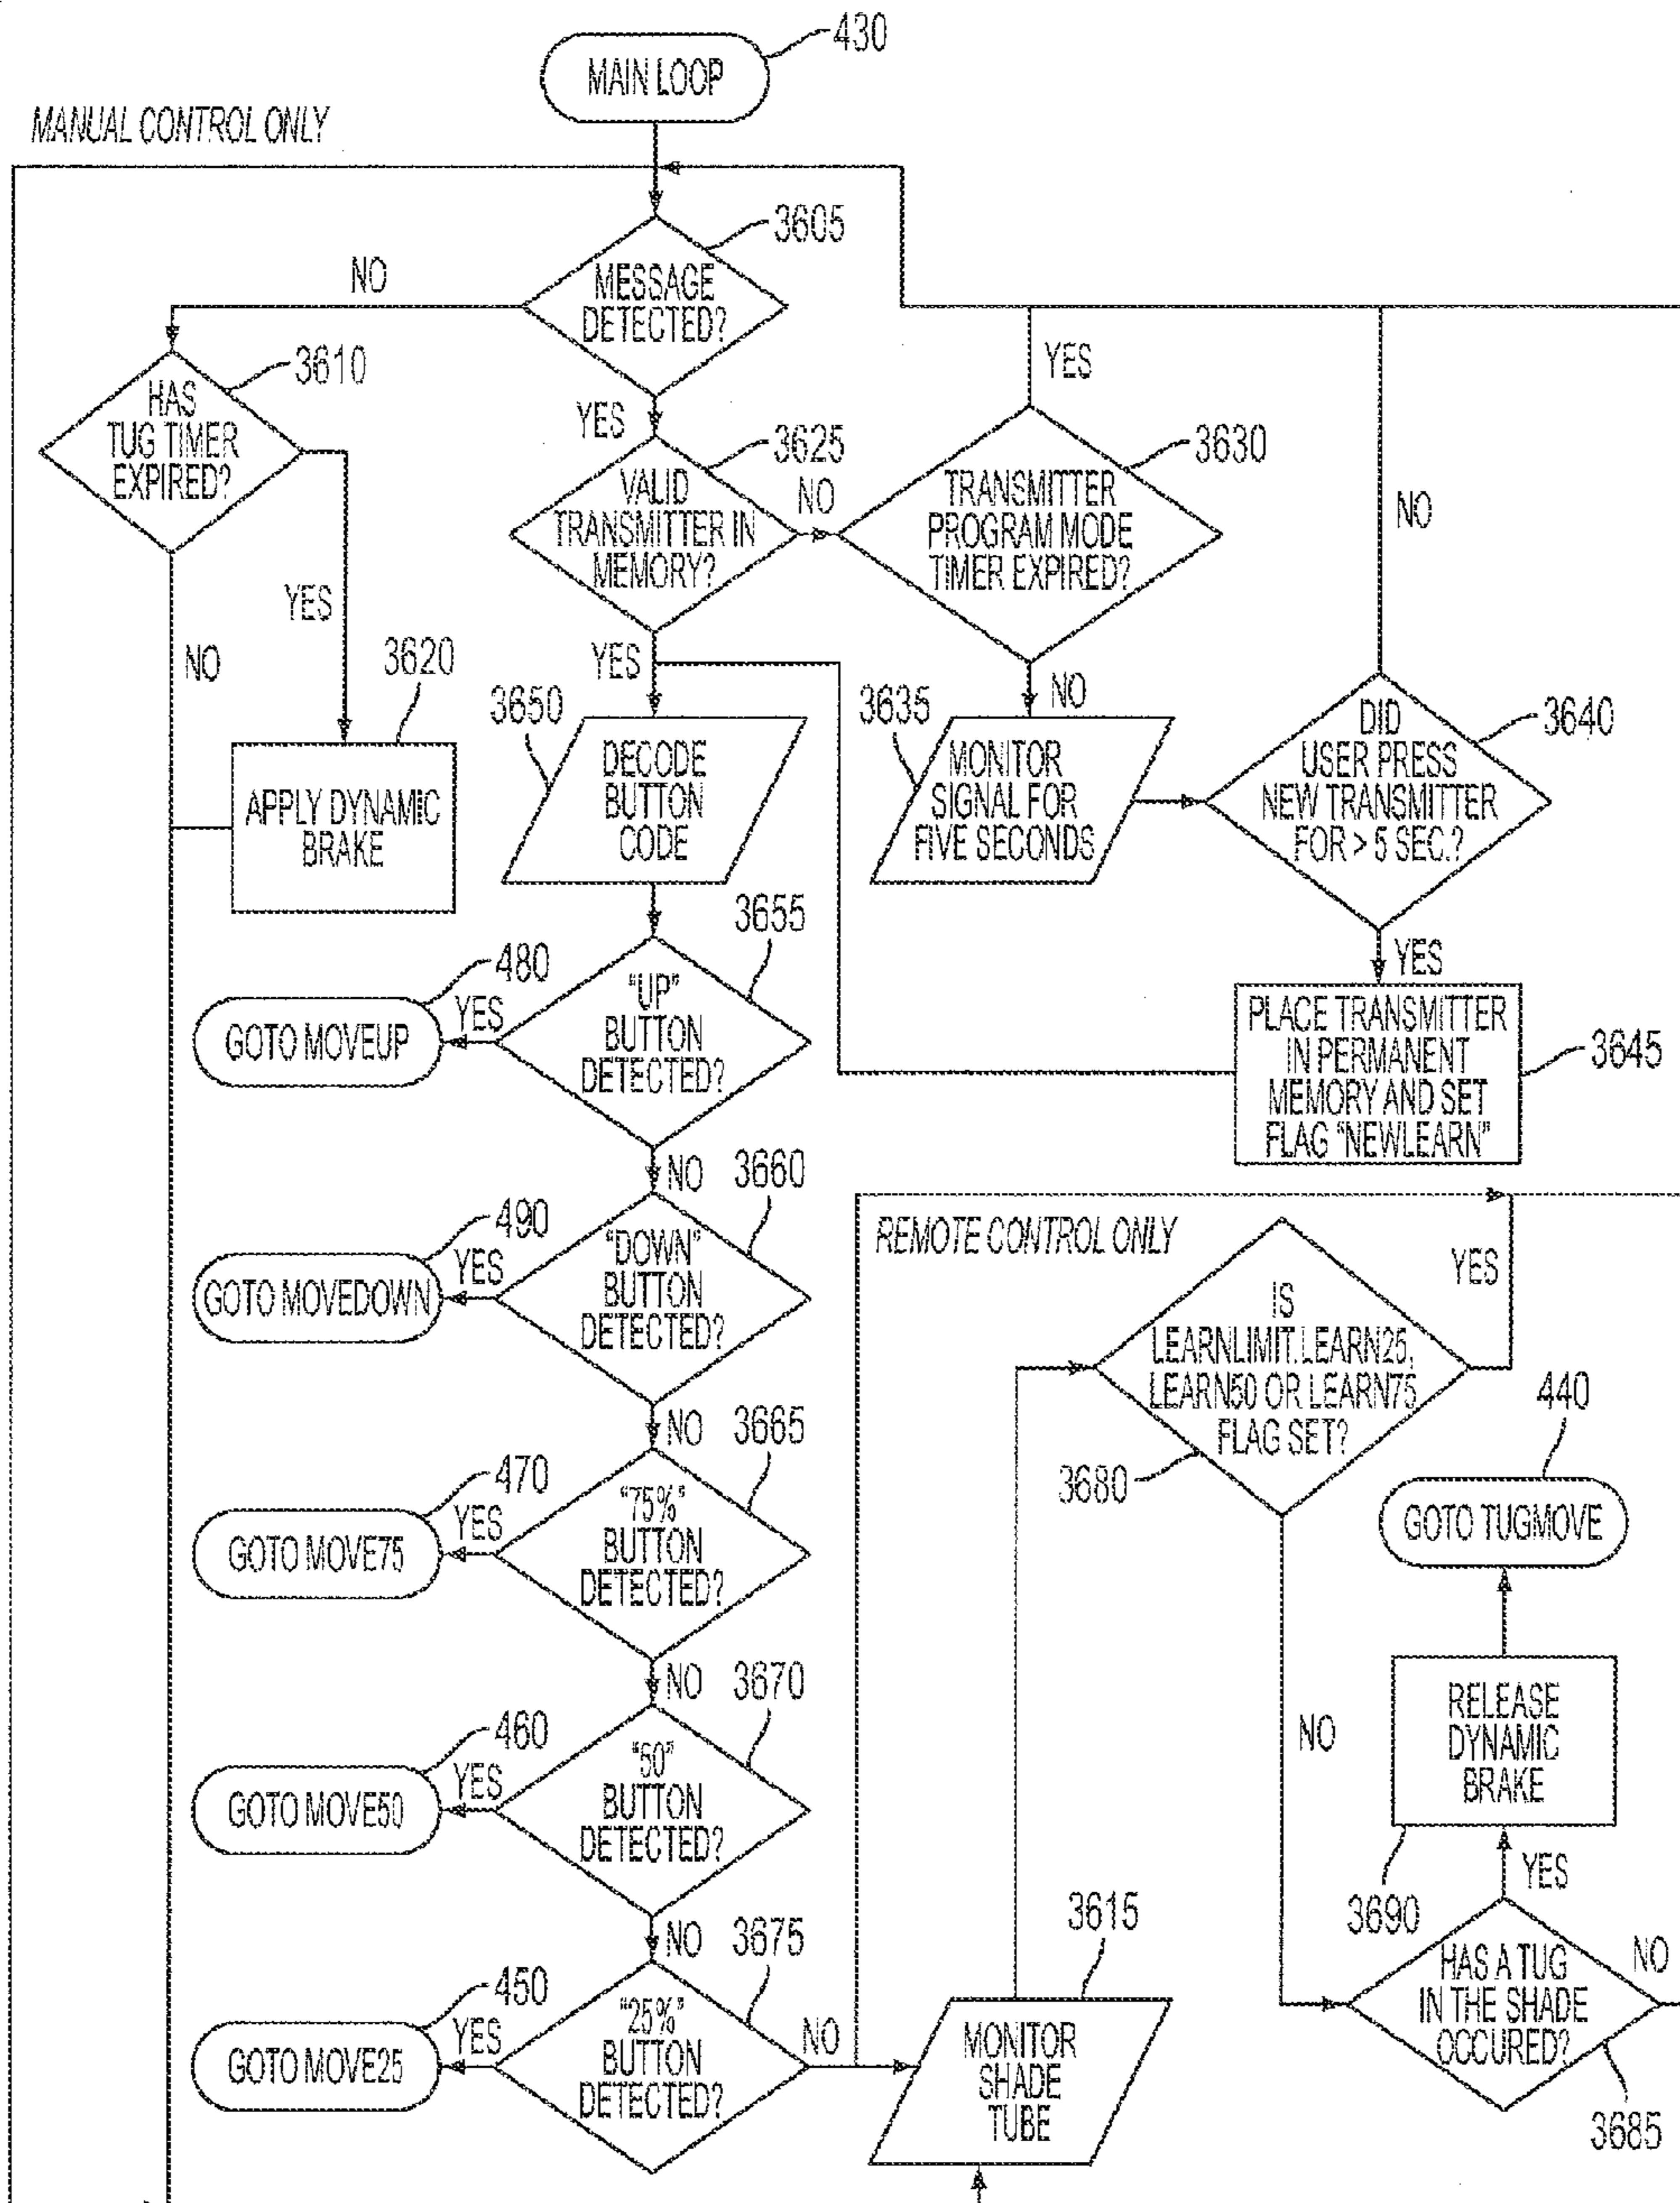 430
MAIN LOOP
MANUAL CONTROL ONLY
3605
MESSAGE
DETECTED?
NO
YES
3610
HAS
TUG TIMER
EXPIRED?
YES
NO
3620
APPLY DYNAMIC
BRAKE
3625
VALID
TRANSMITTER IN
MEMORY?
NO
YES
3630
TRANSMITTER
PROGRAM MODE
TIMER EXPIRED?
YES
NO
3635
MONITOR
SIGNAL FOR
FIVE SECONDS
3640
DID
USER PRESS
NEW TRANSMITTER
FOR > 5 SEC.?
NO
YES
PLACE TRANSMITTER
IN PERMANENT
MEMORY AND SET
FLAG "NEWLEARN"
3645
3650
DECODE
BUTTON
CODE
3655
"UP"
BUTTON
DETECTED?
YES
480
GOTO MOVEUP
NO
3660
"DOWN"
BUTTON
DETECTED?
YES
490
GOTO MOVEDOWN
NO
3665
"75%"
BUTTON
DETECTED?
YES
470
GOTO MOVE75
NO
3670
"50"
BUTTON
DETECTED?
YES
460
GOTO MOVE50
NO
3675
"25%"
BUTTON
DETECTED?
YES
450
GOTO MOVE25
NO
REMOTE CONTROL ONLY
3615
MONITOR
SHADE
TUBE
IS
LEARNLIMIT.LEARN25,
LEARN50 OR LEARN75
FLAG SET?
3680
YES
NO
440
GOTO TUGMOVE
RELEASE
DYNAMIC
BRAKE
3690
YES
HAS A TUG
IN THE SHADE
OCCURED?
NO
3685